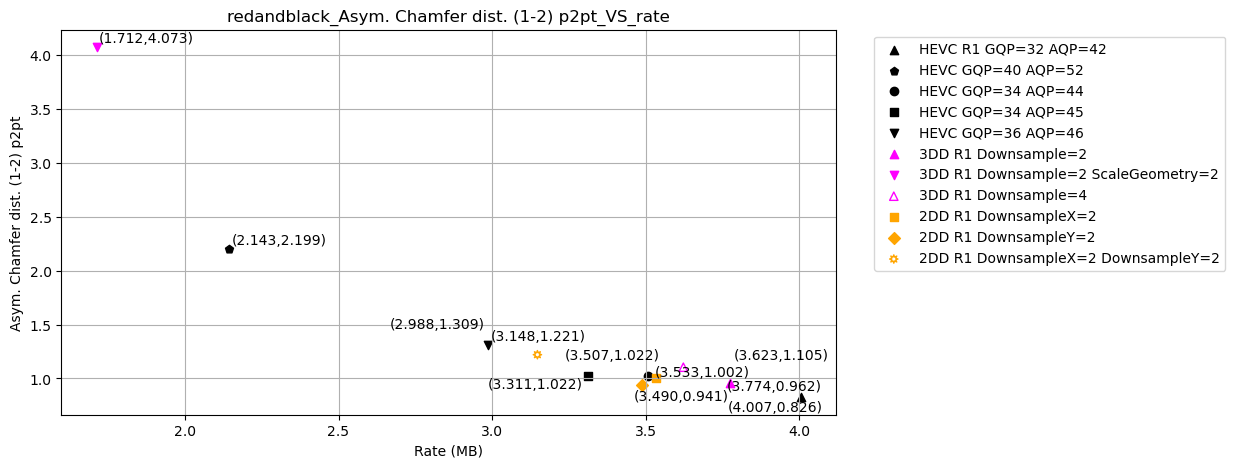 redandblack_Asym. Chamfer dist. (1-2) p2pt_VS_rate
Asym. Chamfer dist. (1-2) p2pt
4.0
3.5
3.0
2.5
2.0
1.5
1.0
(1.712,4.073)
(2.143,2.199)
(2.988,1.309)
(3.148,1.221)
(3.507,1.022)
(3.623,1.105)
(3.533,1.002)
(3.311,1.022)
(3.774,0.962)
(3.490,0.941)
(4.007,0.826)
2.0
2.5
3.0
3.5
4.0
Rate (MB)
HEVC R1 GQP=32 AQP=42
HEVC GQP=40 AQP=52
HEVC GQP=34 AQP=44
HEVC GQP=34 AQP=45
HEVC GQP=36 AQP=46
3DD R1 Downsample=2
3DD R1 Downsample=2 ScaleGeometry=2
3DD R1 Downsample=4
2DD R1 DownsampleX=2
2DD R1 DownsampleY=2
2DD R1 DownsampleX=2 DownsampleY=2